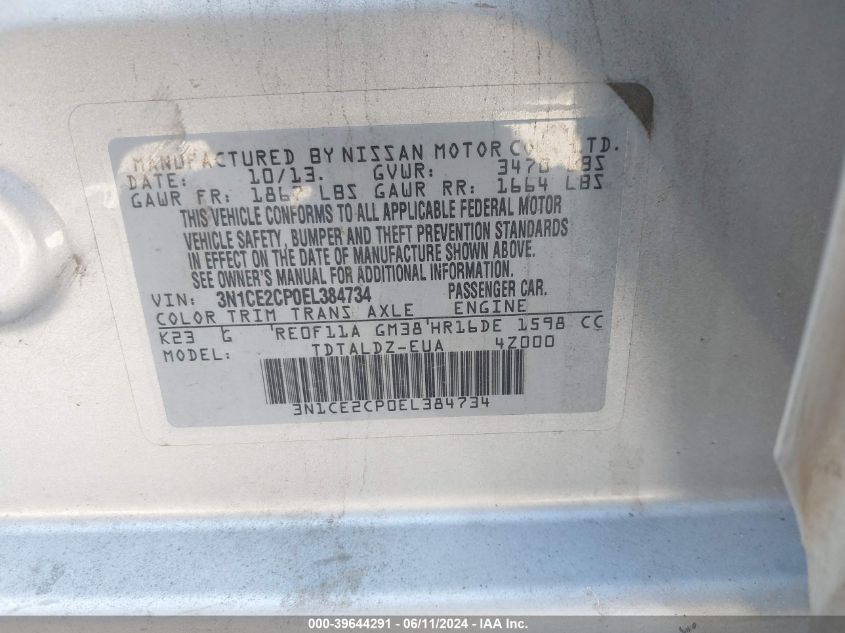 MANUFACTURED BY NISSAN MOTOR CO. LTD.
DATE: 10/13. GVWR: 3470 LBS
GAWR FR: 1867 LBS GAWR RR: 1664 LBS
THIS VEHICLE CONFORMS TO ALL APPLICABLE FEDERAL MOTOR
VEHICLE SAFETY, BUMPER AND THEFT PREVENTION STANDARDS
IN EFFECT ON THE DATE OF MANUFACTURE SHOWN ABOVE.
SEE OWNER'S MANUAL FOR ADDITIONAL INFORMATION.
VIN: 3N1CE2CP0EL384734 PASSENGER CAR.
COLOR TRIM TRANS AXLE ENGINE
K23 G RE0F11A GM38 HR16DE 1598 CC
MODEL: TDTALDZ-EUA 4Z000
3N1CE2CP0EL384734
000-39644291 - 06/11/2024 - IAA Inc.